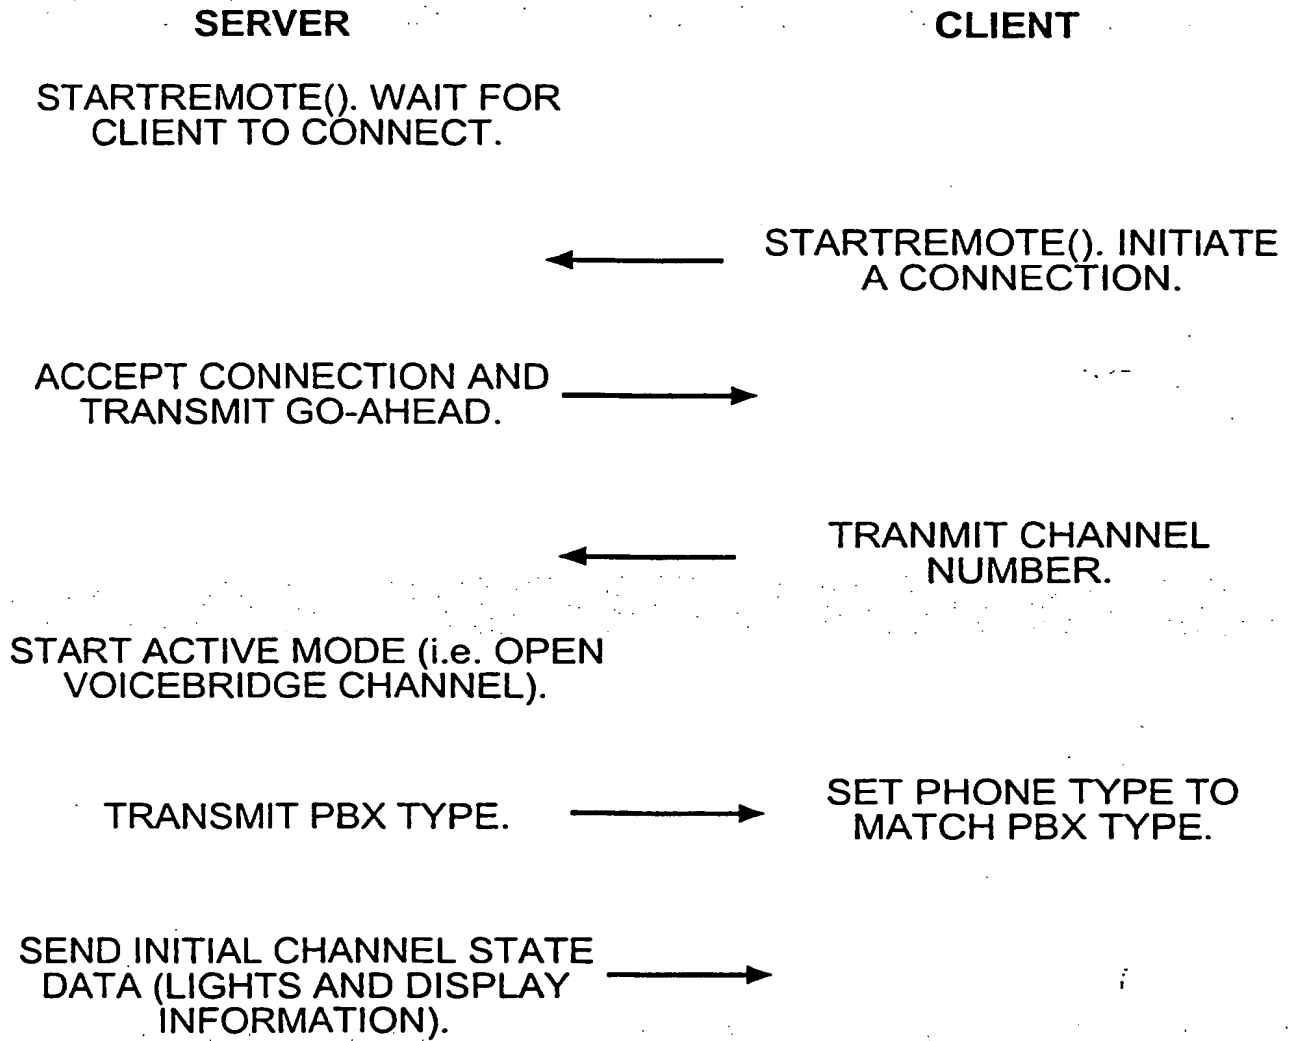 SERVER
CLIENT
STARTREMOTE(). WAIT FOR
CLIENT TO CONNECT.
STARTREMOTE(). INITIATE
A CONNECTION.
ACCEPT CONNECTION AND
TRANSMIT GO-AHEAD.
TRANMIT CHANNEL
NUMBER.
START ACTIVE MODE (i.e. OPEN
VOICEBRIDGE CHANNEL).
TRANSMIT PBX TYPE.
SET PHONE TYPE TO
MATCH PBX TYPE.
SEND INITIAL CHANNEL STATE
DATA (LIGHTS AND DISPLAY
INFORMATION).